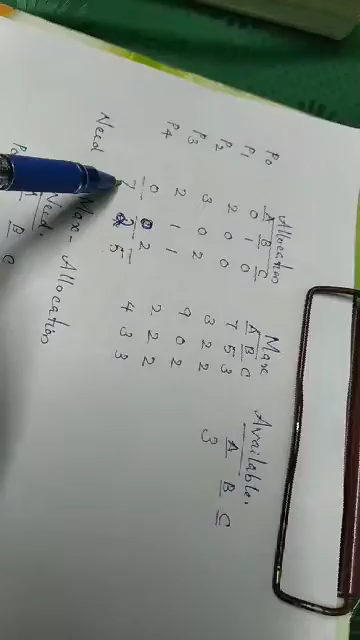 Allocation Max Available.
A B C A B C A B C
P0 0 1 0 7 5 3 3
P1 2 0 0 3 2 2
P2 3 0 2 9 0 2
P3 2 1 1 2 2 2
P4 0 0 2 4 3 3
7 2 5
Need
Need. Max - Allocation
A B C